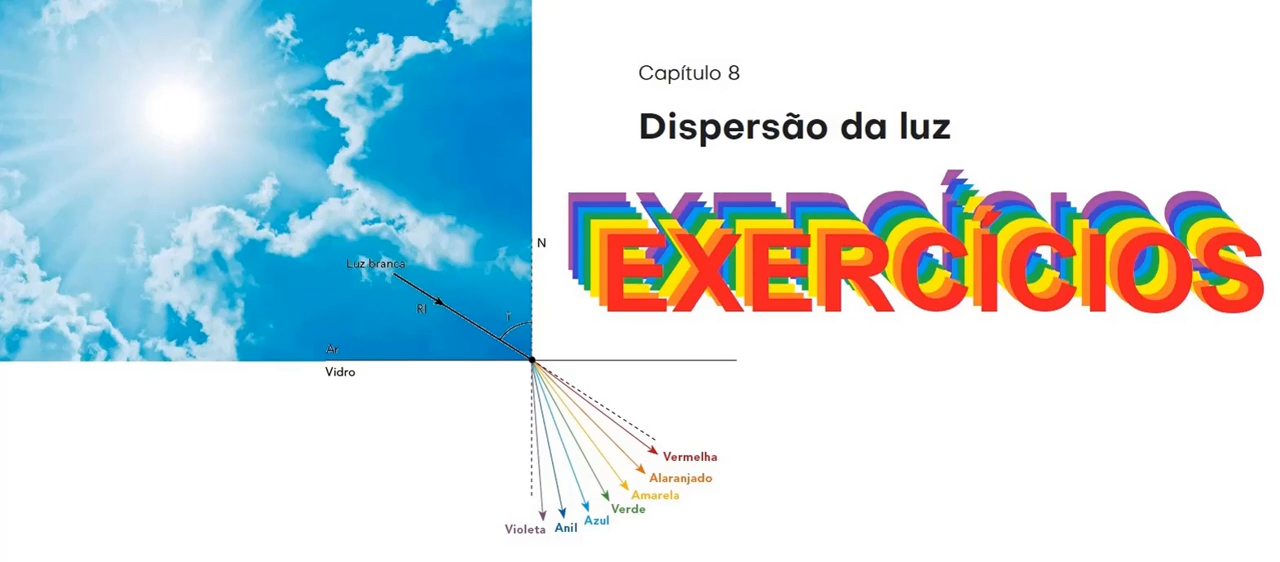 Capítulo 8
Dispersão da luz
EXERCÍCIOS
N
Luz branca
RI
i
Ar
Vidro
Vermelha
Alaranjado
Amarela
Verde
Azul
Anil
Violeta